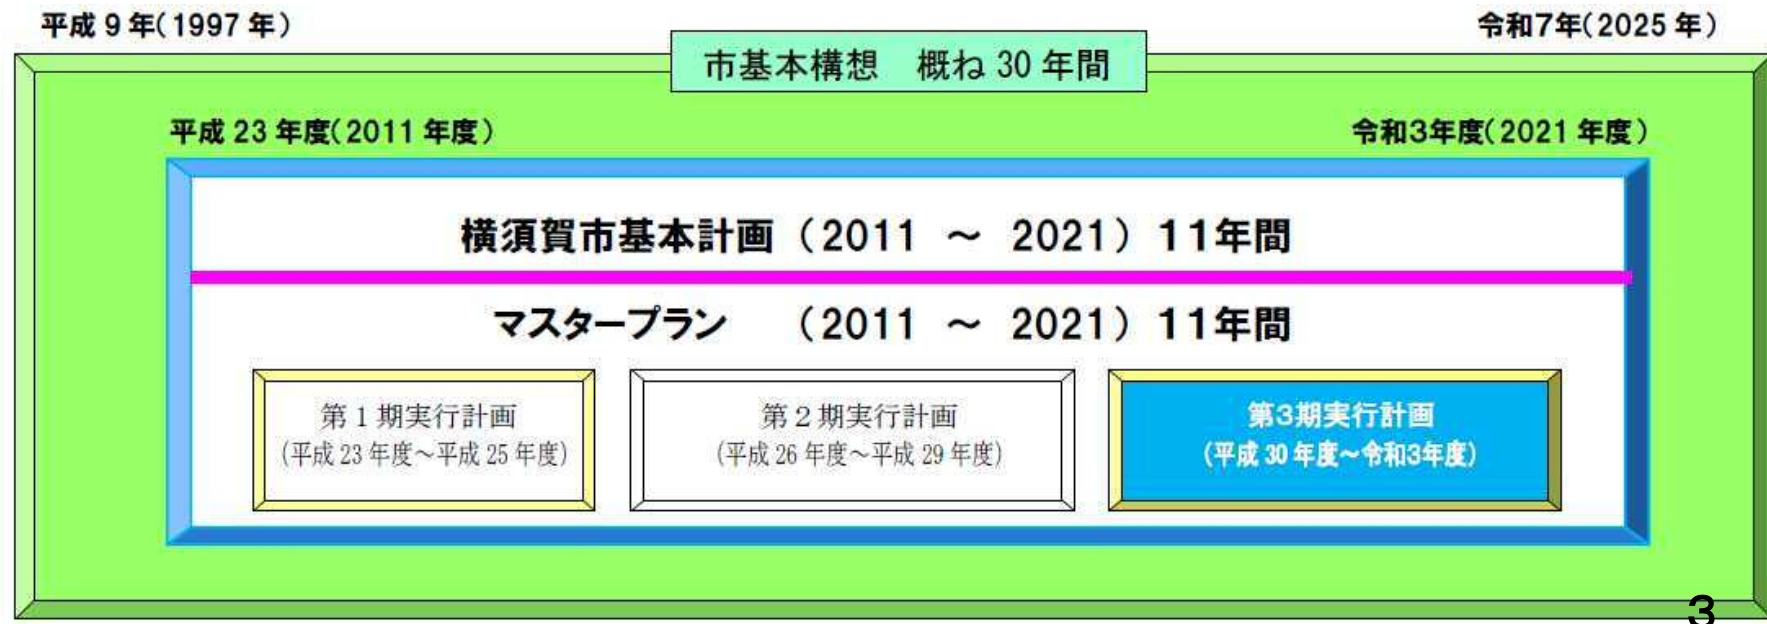 平成 9 年(1997 年)
令和7年(2025 年)
市基本構想　概ね 30 年間
平成 23 年度(2011 年度)
令和3年度(2021 年度)
横須賀市基本計画（2011 ～ 2021）11年間
マスタープラン　（2011 ～ 2021）11年間
第 1 期実行計画
(平成 23 年度～平成 25 年度)
第 2 期実行計画
(平成 26 年度～平成 29 年度)
第3期実行計画
(平成 30 年度～令和3年度)
3